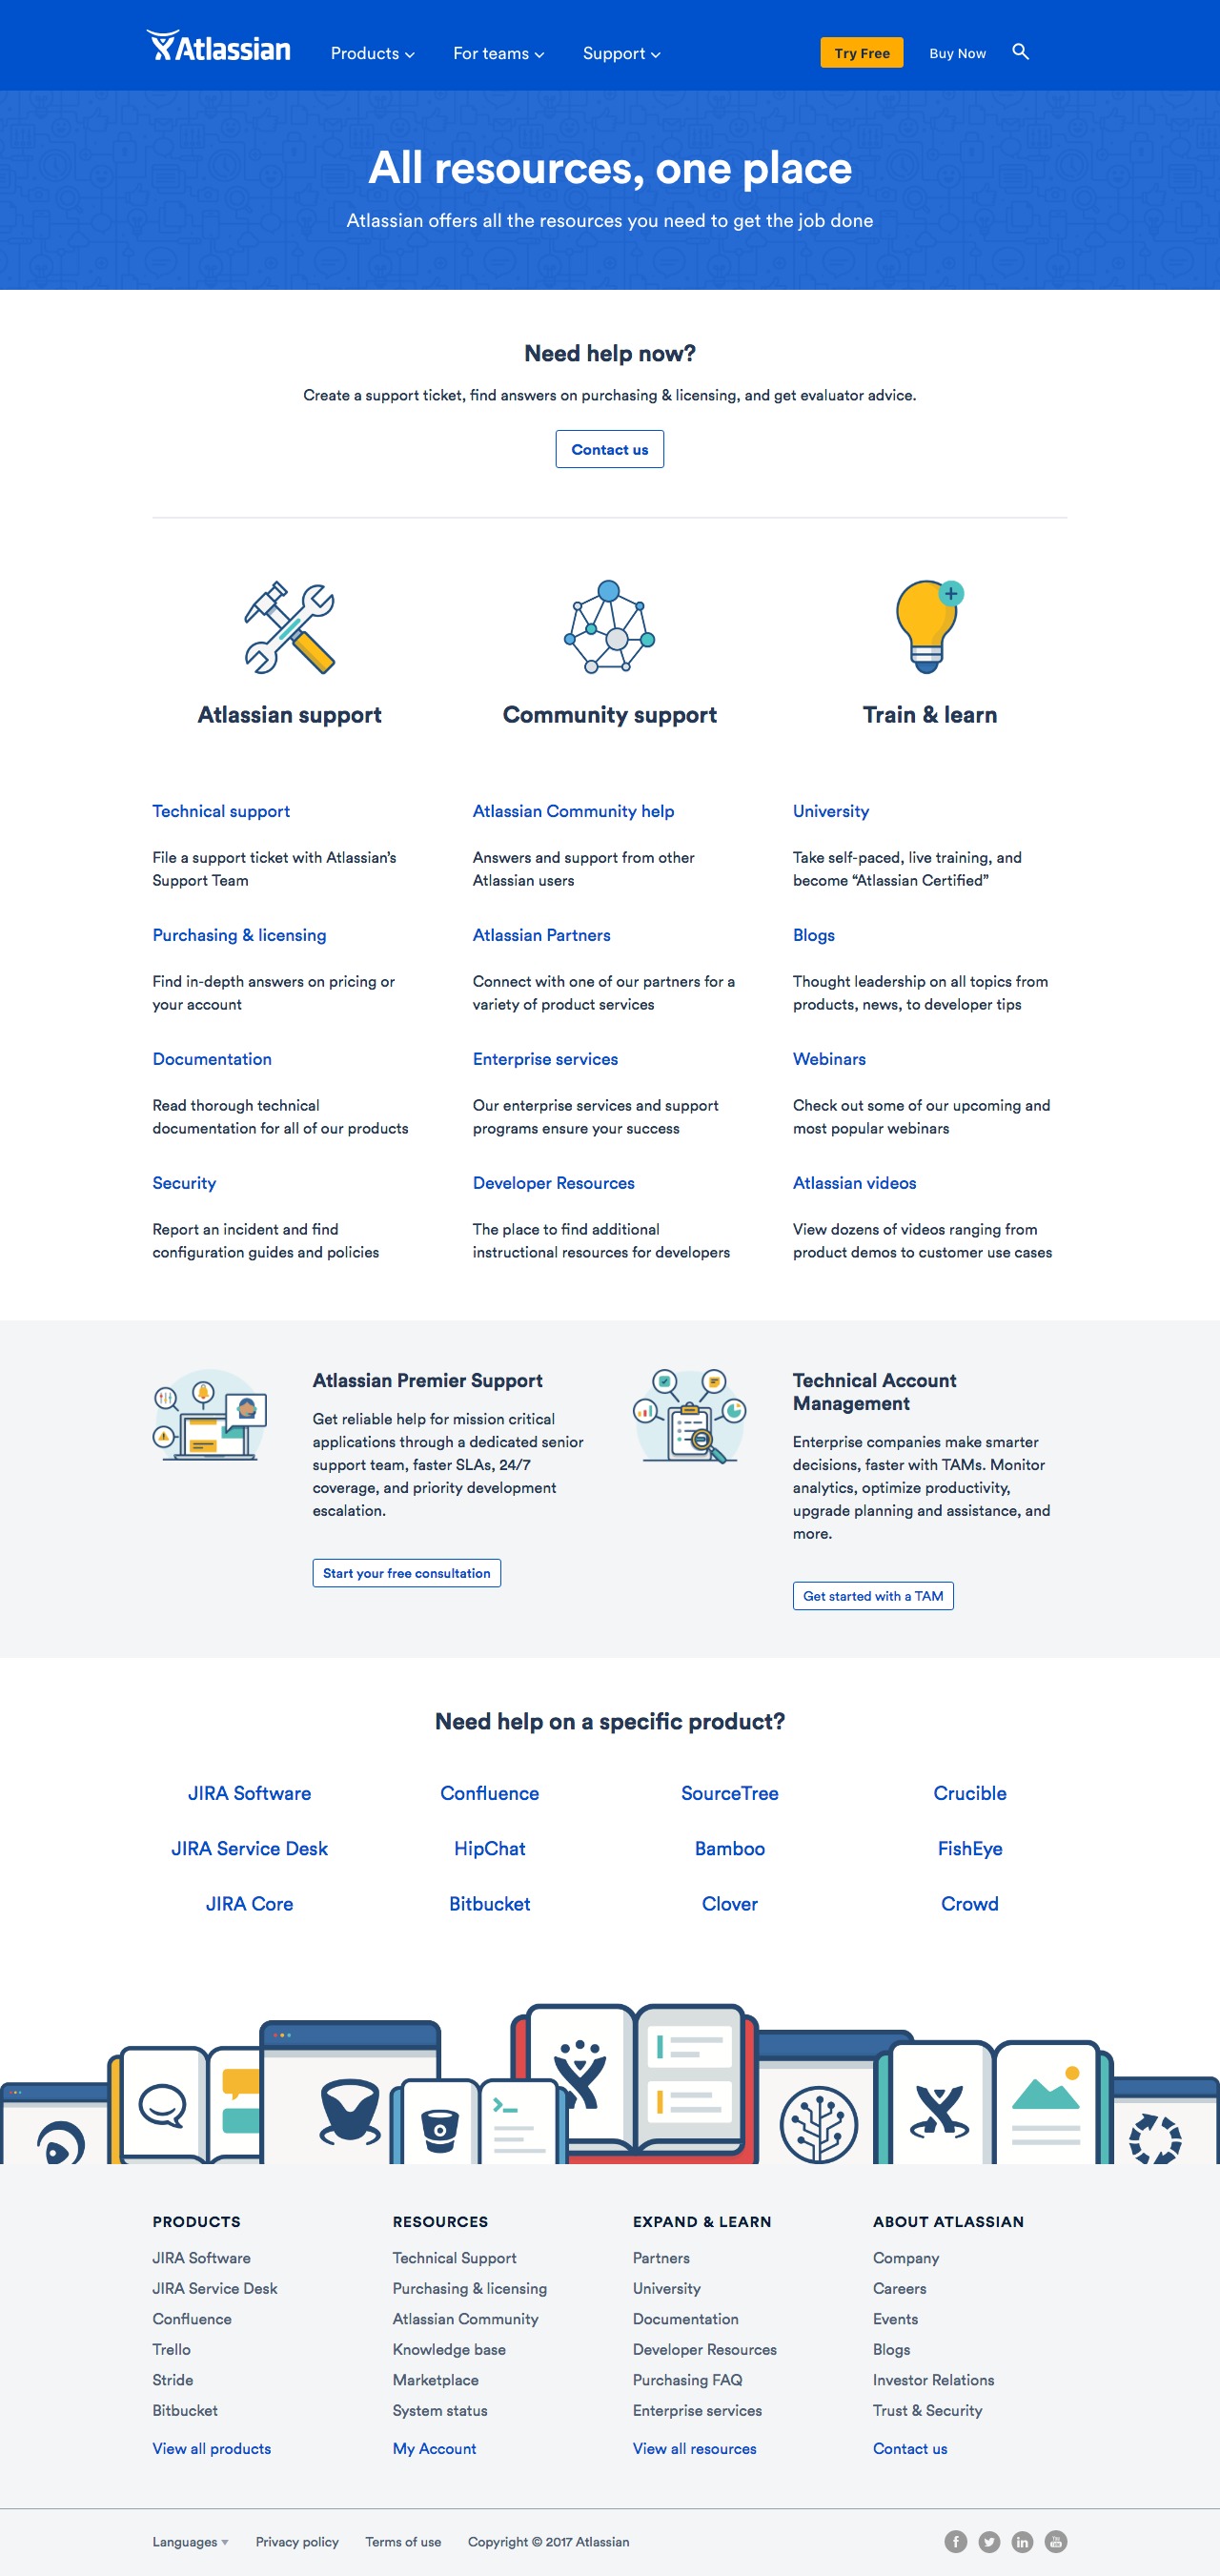 Atlassian
Products
For teams
Support
Try Free
Buy Now
All resources, one place
Atlassian offers all the resources you need to get the job done
Need help now?
Create a support ticket, find answers on purchasing & licensing, and get evaluator advice.
Contact us
Atlassian support
Community support
Train & learn
Technical support
File a support ticket with Atlassian’s
Support Team
Purchasing & licensing
Find in-depth answers on pricing or
your account
Documentation
Read thorough technical
documentation for all of our products
Security
Report an incident and find
configuration guides and policies
Atlassian Community help
Answers and support from other
Atlassian users
Atlassian Partners
Connect with one of our partners for a
variety of product services
Enterprise services
Our enterprise services and support
programs ensure your success
Developer Resources
The place to find additional
instructional resources for developers
University
Take self-paced, live training, and
become “Atlassian Certified”
Blogs
Thought leadership on all topics from
products, news, to developer tips
Webinars
Check out some of our upcoming and
most popular webinars
Atlassian videos
View dozens of videos ranging from
product demos to customer use cases
Atlassian Premier Support
Get reliable help for mission critical
applications through a dedicated senior
support team, faster SLAs, 24/7
coverage, and priority development
escalation.
Start your free consultation
Technical Account
Management
Enterprise companies make smarter
decisions, faster with TAMs. Monitor
analytics, optimize productivity,
upgrade planning and assistance, and
more.
Get started with a TAM
Need help on a specific product?
JIRA Software
Confluence
SourceTree
Crucible
JIRA Service Desk
HipChat
Bamboo
FishEye
JIRA Core
Bitbucket
Clover
Crowd
PRODUCTS
JIRA Software
JIRA Service Desk
Confluence
Trello
Stride
Bitbucket
View all products
RESOURCES
Technical Support
Purchasing & licensing
Atlassian Community
Knowledge base
Marketplace
System status
My Account
EXPAND & LEARN
Partners
University
Documentation
Developer Resources
Purchasing FAQ
Enterprise services
View all resources
ABOUT ATLASSIAN
Company
Careers
Events
Blogs
Investor Relations
Trust & Security
Contact us
Languages
Privacy policy
Terms of use
Copyright © 2017 Atlassian